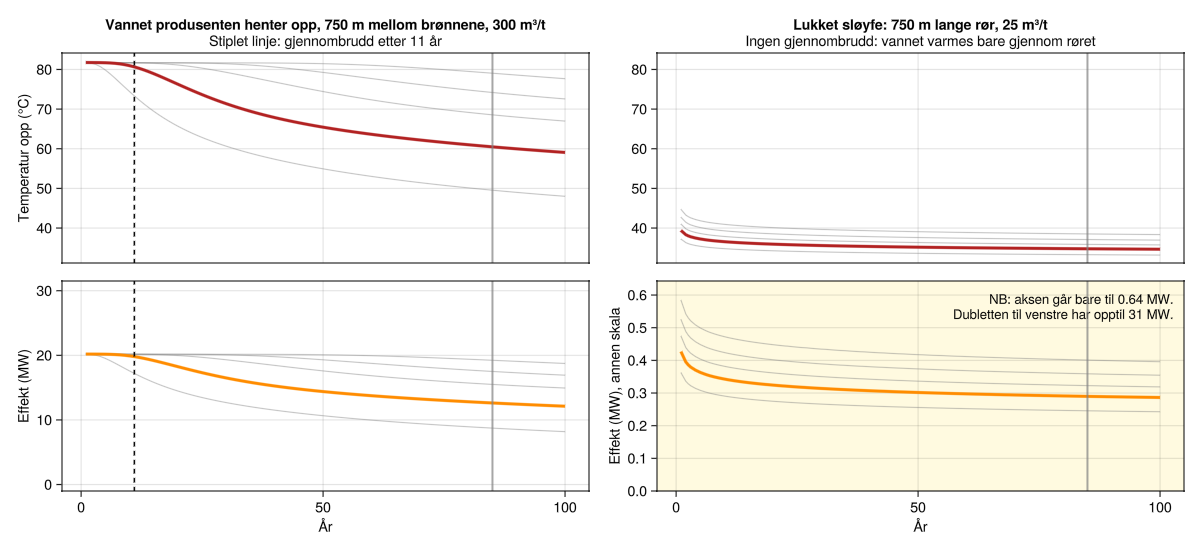 Vannet produsenten henter opp, 750 m mellom brønnene, 300 m³/t
Stiplet linje: gjennombrudd etter 11 år
Temperatur opp (°C)
80
70
60
50
40
Effekt (MW)
30
20
10
0
0
50
100
År
Lukket sløyfe: 750 m lange rør, 25 m³/t
Ingen gjennombrudd: vannet varmes bare gjennom røret
80
70
60
50
40
Effekt (MW), annen skala
NB: aksen går bare til 0.64 MW.
Dubletten til venstre har opptil 31 MW.
0.6
0.5
0.4
0.3
0.2
0.1
0.0
0
50
100
År